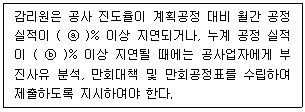 감리원은 공사 진도율이 계획공정 대비 월간 공정
실적이 ( ⓐ )% 이상 지연되거나, 누계 공정 실적
이 ( ⓑ )% 이상 지연될 때에는 공사업자에게 부
진사유 분석, 만회대책 및 만회공정표를 수립하여
제출하도록 지시하여야 한다.